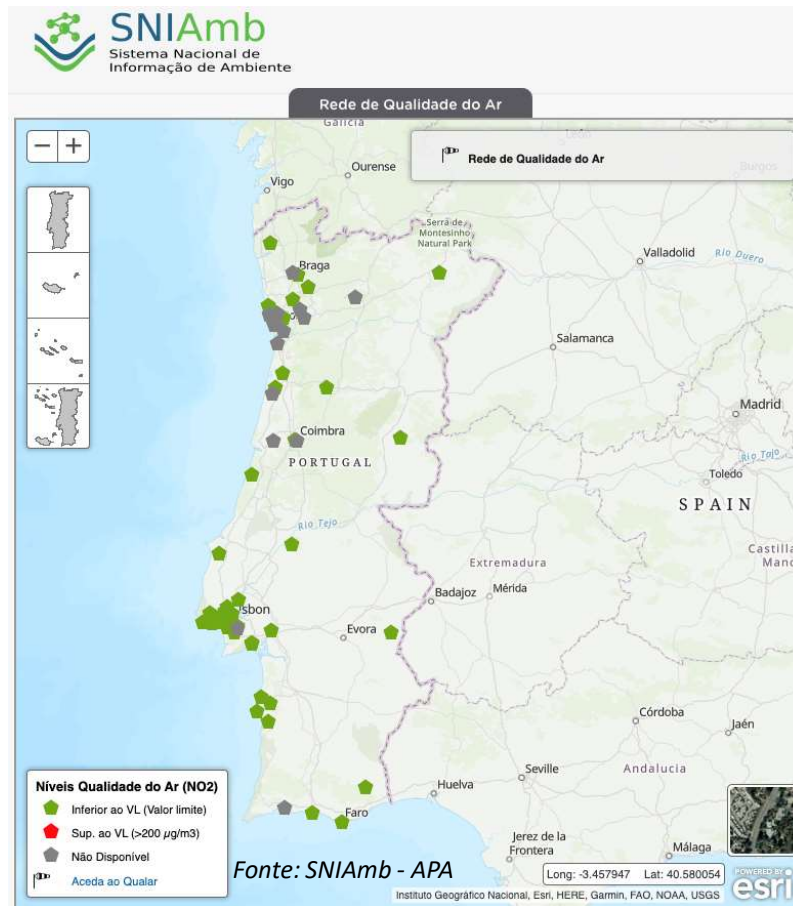 SNIAmb
Sistema Nacional de
Informação de Ambiente
Rede de Qualidade do Ar
Galicia
León
Rede de Qualidade do Ar
Burgos
Ourense
Vigo
Serra de
Montesinho
Natural Park
Valladolid
Rio Duero
Braga
Salamanca
Madrid
Coimbra
PORTUGAL
Rio Tajo
Toledo
SPAIN
Rio Tejo
Castilla
Manc
Extremadura
Mérida
Badajoz
sbon
Evora
Córdoba
Jaén
Seville
Andalucia
Huelva
Faro
Níveis Qualidade do Ar (NO2)
Inferior ao VL (Valor limite)
Sup. ao VL (>200 µg/m3)
Não Disponível
Aceda ao Qualar
Jerez de la
Frontera
Málaga
Fonte: SNIAmb - APA
Long: -3.457947 Lat: 40.580054
POWERED BY
esri
Instituto Geográfico Nacional, Esri, HERE, Garmin, FAO, NOAA, USGS